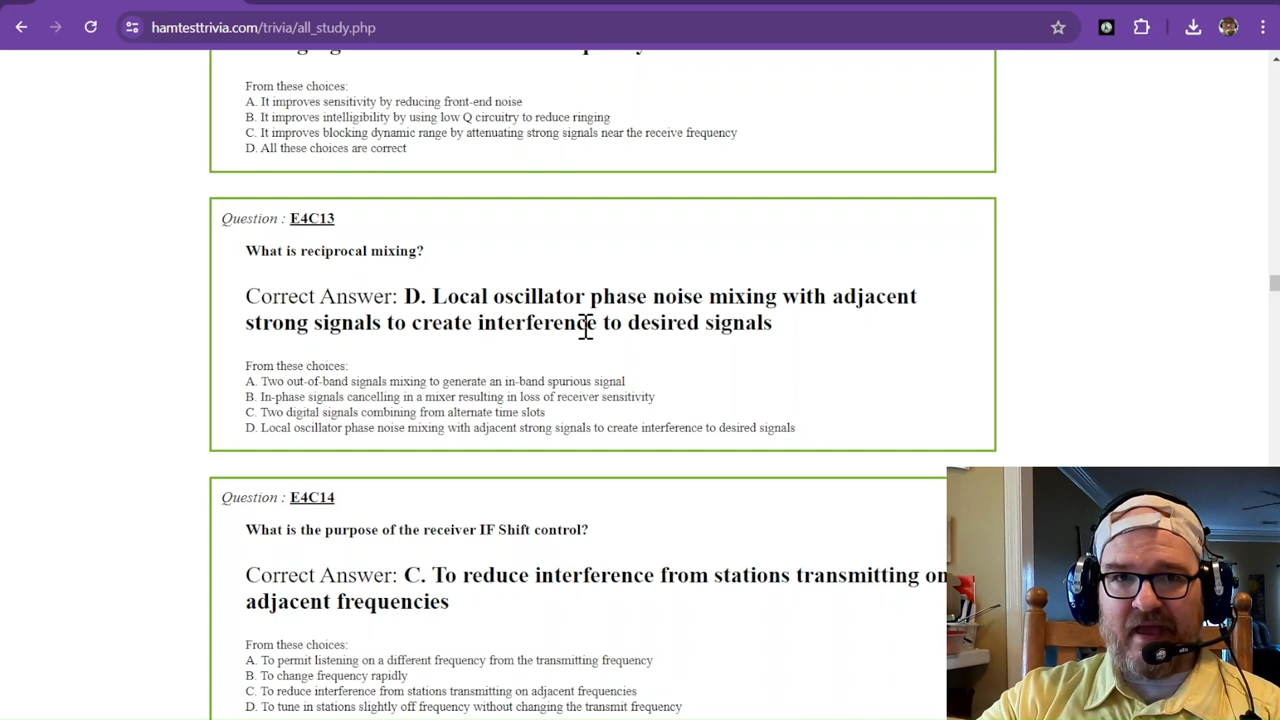 hamtesttrivia.com/trivia/all_study.php
From these choices:
A. It improves sensitivity by reducing front-end noise
B. It improves intelligibility by using low Q circuitry to reduce ringing
C. It improves blocking dynamic range by attenuating strong signals near the receive frequency
D. All these choices are correct
Question : E4C13
What is reciprocal mixing?
Correct Answer: D. Local oscillator phase noise mixing with adjacent
strong signals to create interference to desired signals
From these choices:
A. Two out-of-band signals mixing to generate an in-band spurious signal
B. In-phase signals cancelling in a mixer resulting in loss of receiver sensitivity
C. Two digital signals combining from alternate time slots
D. Local oscillator phase noise mixing with adjacent strong signals to create interference to desired signals
Question : E4C14
What is the purpose of the receiver IF Shift control?
Correct Answer: C. To reduce interference from stations transmitting on
adjacent frequencies
From these choices:
A. To permit listening on a different frequency from the transmitting frequency
B. To change frequency rapidly
C. To reduce interference from stations transmitting on adjacent frequencies
D. To tune in stations slightly off frequency without changing the transmit frequency